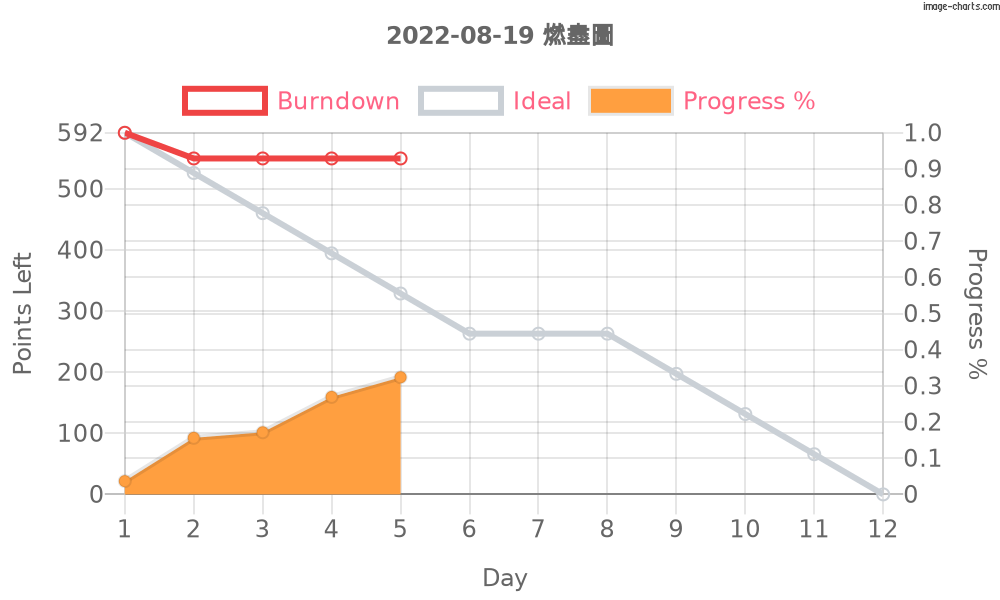 image-charts.com
2022-08-19 燃盡圖
Burndown Ideal Progress %
592 1.0
0.9
500
0.8
0.7
400
0.6
300 0.5
0.4
200
0.3
0.2
100
0.1
0 0
Points Left
Progress %
1 2 3 4 5 6 7 8 9 10 11 12
Day